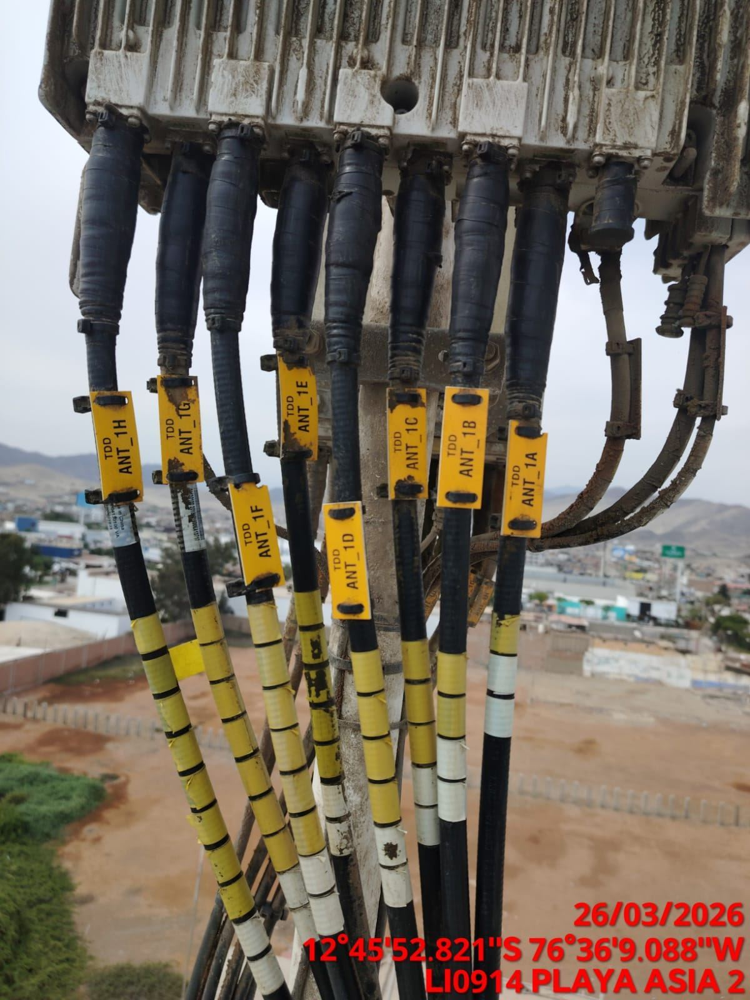 TDD
ANT_1H
TDD
ANT_1G
TDD
ANT_1F
TDD
ANT_1E
TDD
ANT_1D
TDD
ANT_1C
TDD
ANT_1B
TDD
ANT_1A
26/03/2026
12°45'52.821"S 76°36'9.088"W
LI0914 PLAYA ASIA 2